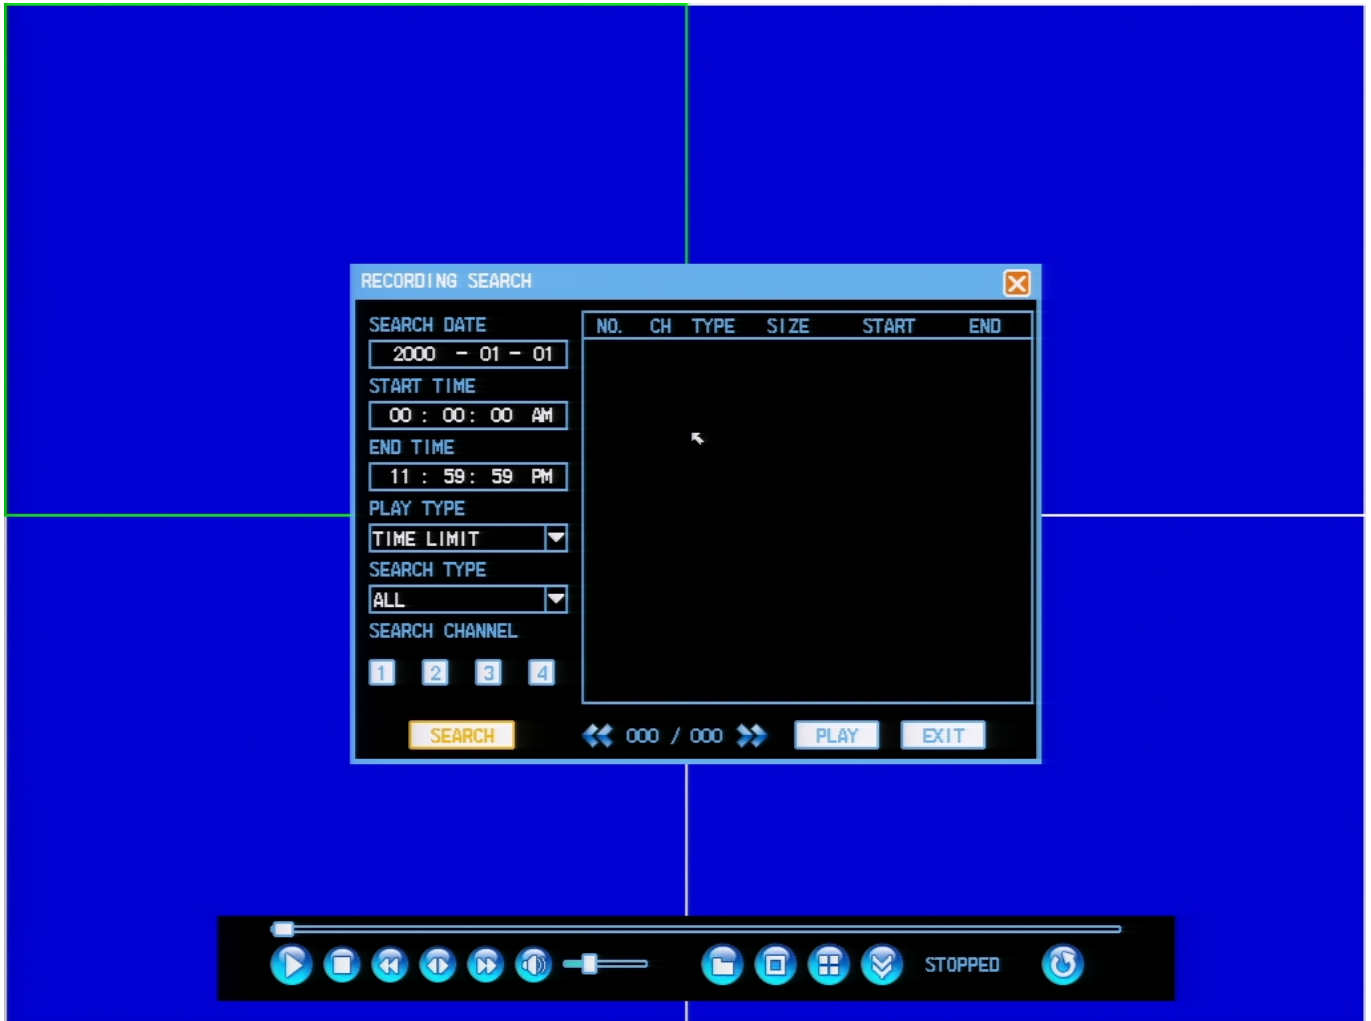 RECORDING SEARCH
SEARCH DATE
2000 - 01 - 01
START TIME
00 : 00: 00 AM
END TIME
11 : 59: 59 PM
PLAY TYPE
TIME LIMIT
SEARCH TYPE
ALL
SEARCH CHANNEL
1 2 3 4
SEARCH
NO. CH TYPE SIZE START END
000 / 000
PLAY
EXIT
STOPPED